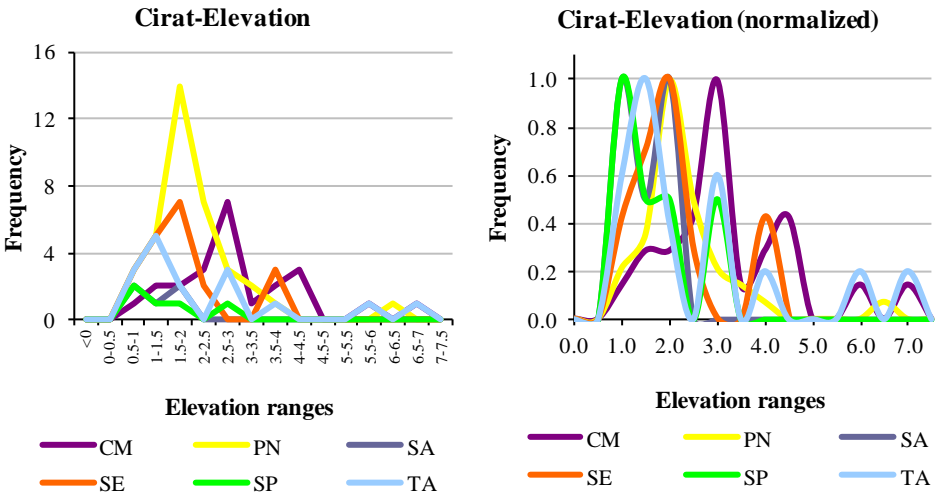 Cirat-Elevation
16
12
8
4
0
Frequency
<0
0-0.5
0.5-1
1-1.5
1.5-2
2-2.5
2.5-3
3-3.5
3.5-4
4-4.5
4.5-5
5-5.5
5.5-6
6-6.5
6.5-7
7-7.5
Elevation ranges
CM PN SA
SE SP TA
Cirat-Elevation (normalized)
1.0
0.8
0.6
0.4
0.2
0.0
Frequency
0.0 1.0 2.0 3.0 4.0 5.0 6.0 7.0
Elevation ranges
CM PN SA
SE SP TA